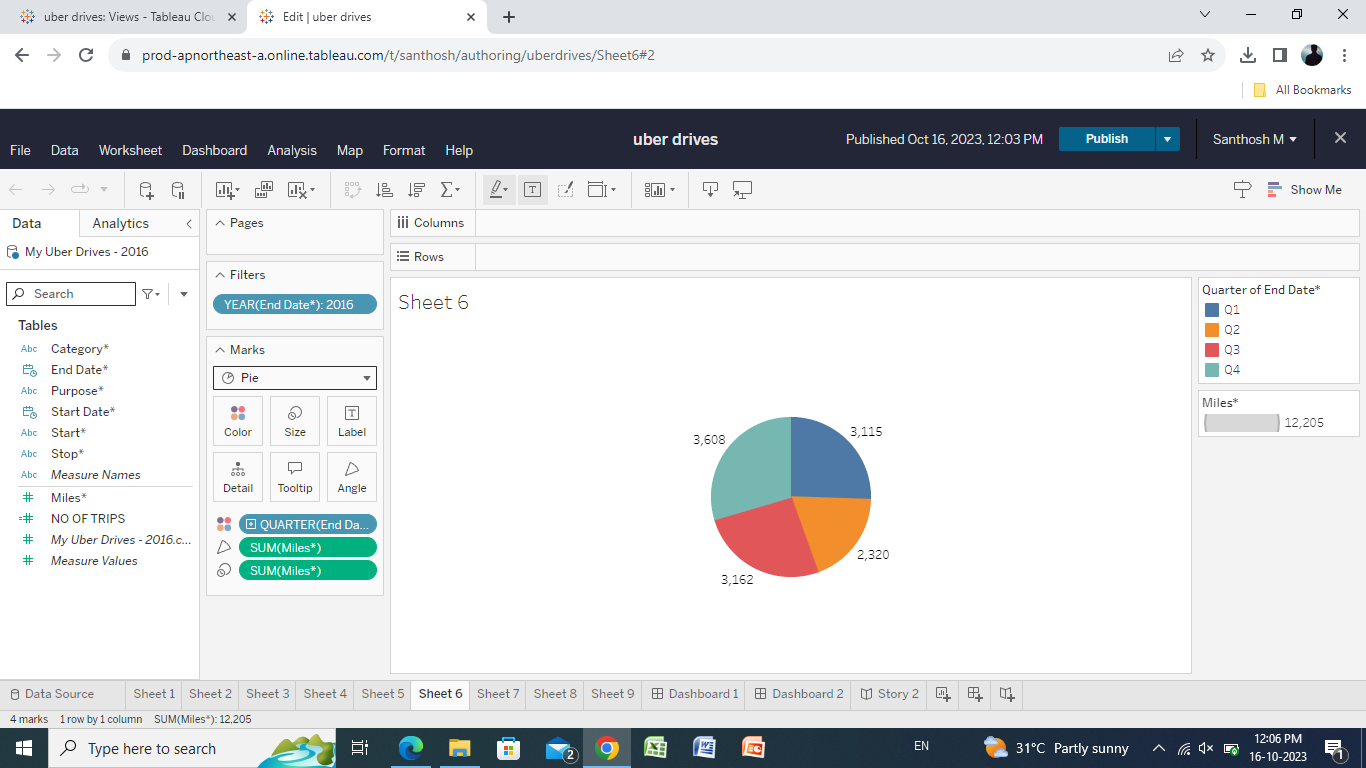 uber drives: Views - Tableau Clou
Edit | uber drives
prod-apnortheast-a.online.tableau.com/t/santhosh/authoring/uberdrives/Sheet6#2
All Bookmarks
uber drives
Published Oct 16, 2023, 12:03 PM
Publish
Santhosh M
File Data Worksheet Dashboard Analysis Map Format Help
Show Me
Data Analytics
My Uber Drives - 2016
Search
Tables
Abc Category*
End Date*
Abc Purpose*
Start Date*
Abc Start*
Abc Stop*
Abc Measure Names
# Miles*
=# NO OF TRIPS
# My Uber Drives - 2016.c...
# Measure Values
Pages
Filters
YEAR(End Date*): 2016
Marks
Pie
Color Size Label
Detail Tooltip Angle
QUARTER(End Da...
SUM(Miles*)
SUM(Miles*)
Columns
Rows
Sheet 6
3,608
3,115
2,320
3,162
Quarter of End Date*
Q1
Q2
Q3
Q4
Miles*
12,205
Data Source Sheet 1 Sheet 2 Sheet 3 Sheet 4 Sheet 5 Sheet 6 Sheet 7 Sheet 8 Sheet 9 Dashboard 1 Dashboard 2 Story 2
4 marks 1 row by 1 column SUM(Miles*): 12,205
Type here to search
2
EN
31°C Partly sunny
12:06 PM
16-10-2023
1